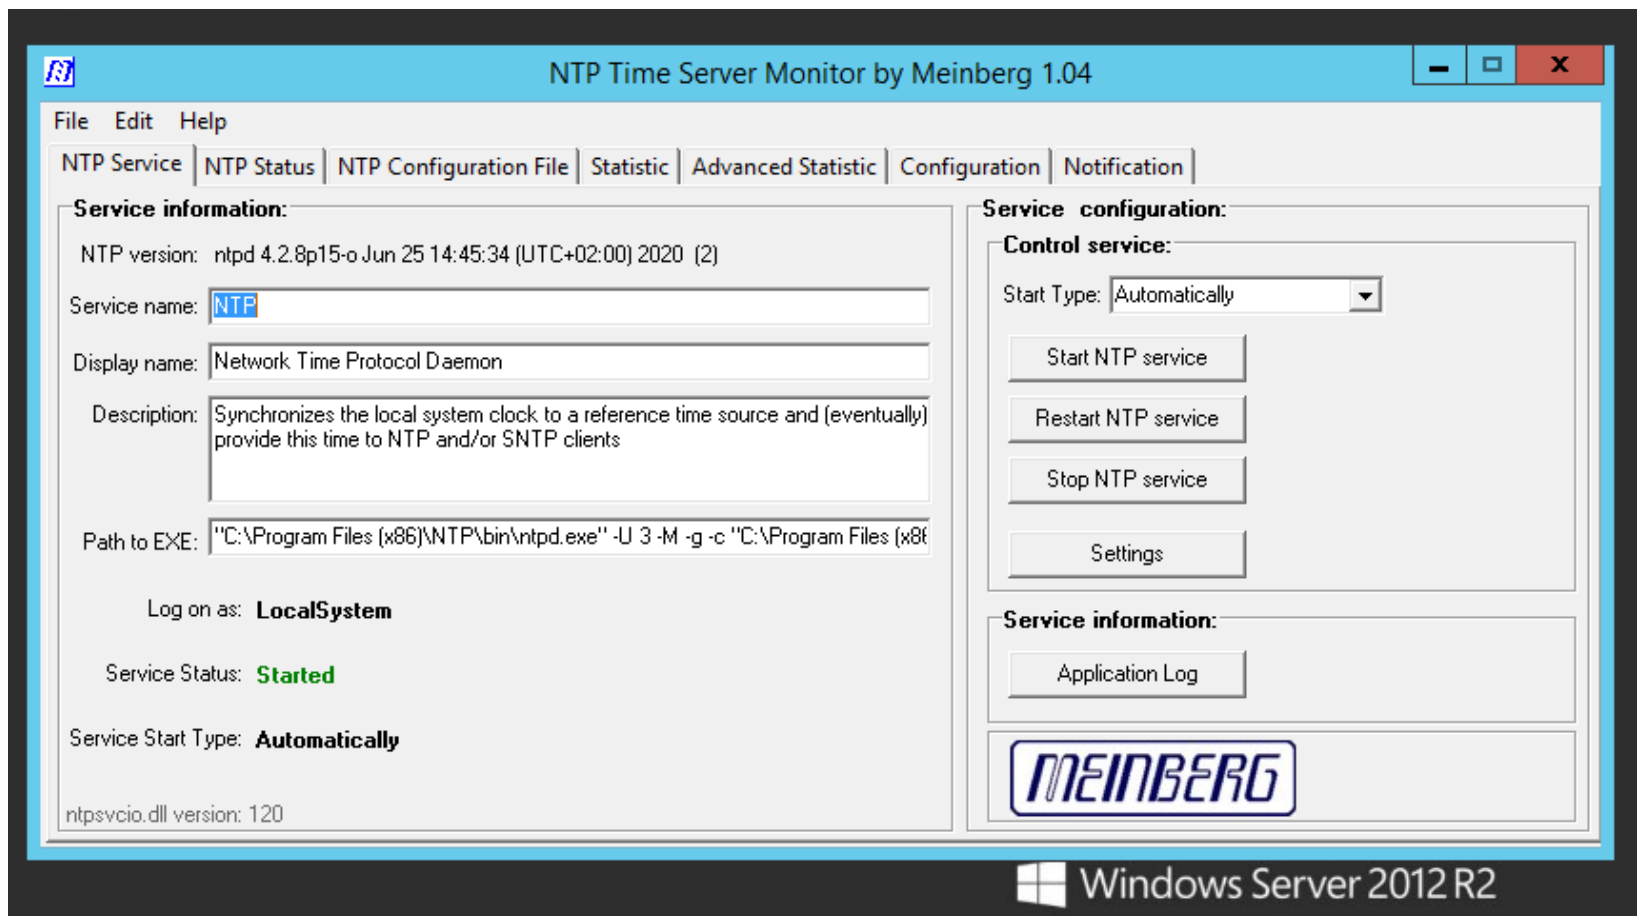 NTP Time Server Monitor by Meinberg 1.04
File Edit Help
NTP Service NTP Status NTP Configuration File Statistic Advanced Statistic Configuration Notification
Service information:
NTP version: ntpd 4.2.8p15-o Jun 25 14:45:34 (UTC+02:00) 2020 (2)
Service name: NTP
Display name: Network Time Protocol Daemon
Description: Synchronizes the local system clock to a reference time source and (eventually)
provide this time to NTP and/or SNTP clients
Path to EXE: "C:\Program Files (x86)\NTP\bin\ntpd.exe" -U 3 -M -g -c "C:\Program Files (x86
Log on as: LocalSystem
Service Status: Started
Service Start Type: Automatically
ntpsvcio.dll version: 120
Service configuration:
Control service:
Start Type: Automatically
Start NTP service
Restart NTP service
Stop NTP service
Settings
Service information:
Application Log
MEINBERG
Windows Server 2012 R2